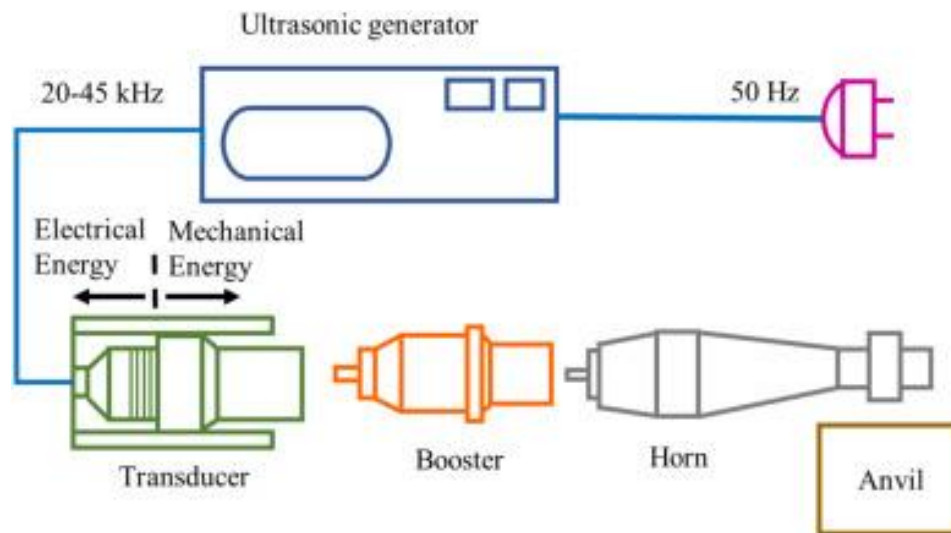 Ultrasonic generator
20-45 kHz
50 Hz
Electrical
Energy
Mechanical
Energy
Transducer
Booster
Horn
Anvil